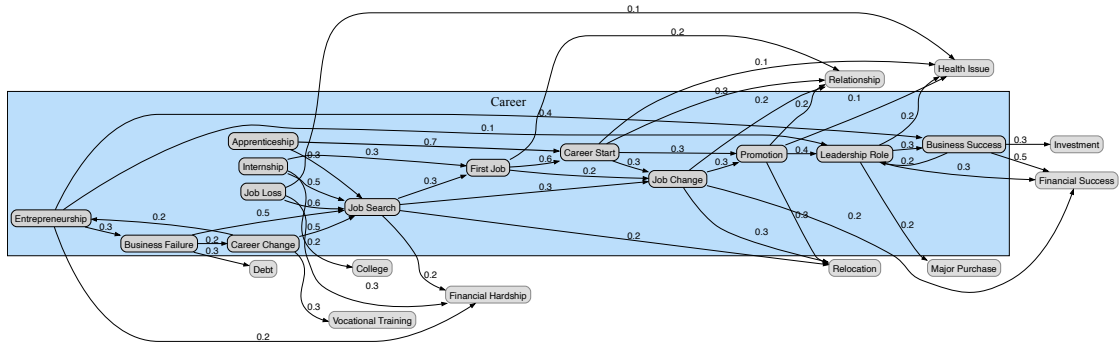 0.1
0.2
Health Issue
0.1
Relationship
0.3
0.1
0.2
0.2
Career
0.4
0.2
0.1
Apprenticeship
0.7
Business Success
0.3
Investment
0.3
0.3
Career Start
0.3
Promotion
0.4
Leadership Role
0.3
0.2
0.5
Internship
First Job
0.6
0.3
0.3
0.2
Job Change
0.3
Financial Success
0.5
0.3
Job Loss
0.6
Job Search
0.3
Entrepreneurship
0.2
0.5
0.3
0.2
0.2
0.3
Business Failure
0.2
Career Change
0.5
0.2
0.2
0.3
0.3
Debt
College
0.2
Relocation
Major Purchase
0.3
Financial Hardship
0.3
Vocational Training
0.2